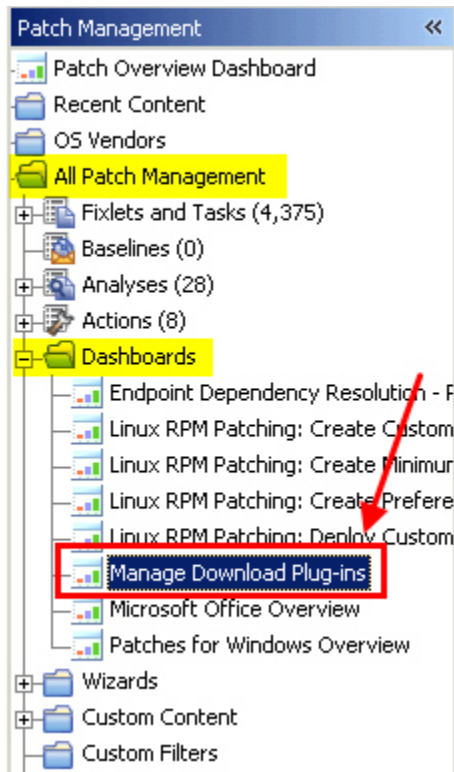 Patch Management «
Patch Overview Dashboard
Recent Content
OS Vendors
All Patch Management
Fixlets and Tasks (4,375)
Baselines (0)
Analyses (28)
Actions (8)
Dashboards
Endpoint Dependency Resolution -
Linux RPM Patching: Create Custom
Linux RPM Patching: Create
Linux RPM Patching: Create
Linux RPM Patching: Deploy Custom
Manage Download Plug-ins
Microsoft Office Overview
Patches for Windows Overview
Wizards
Custom Content
Custom Filters